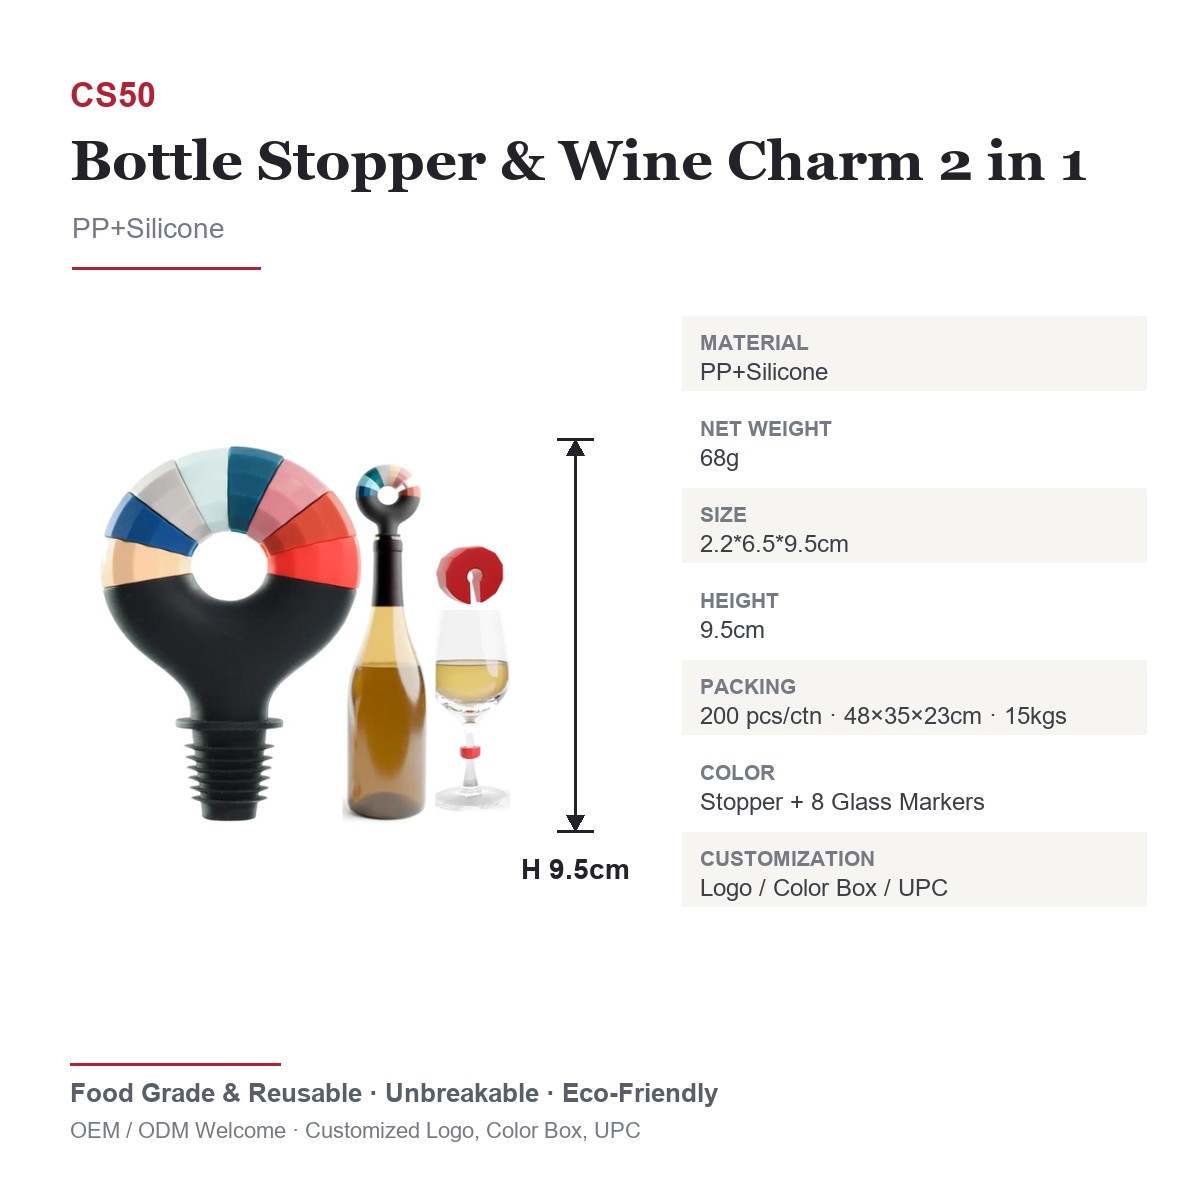 CS50
Bottle Stopper & Wine Charm 2 in 1
PP+Silicone
MATERIAL
PP+Silicone
NET WEIGHT
68g
SIZE
2.2*6.5*9.5cm
HEIGHT
9.5cm
PACKING
200 pcs/ctn · 48×35×23cm · 15kgs
COLOR
Stopper + 8 Glass Markers
CUSTOMIZATION
Logo / Color Box / UPC
H 9.5cm
Food Grade & Reusable · Unbreakable · Eco-Friendly
OEM / ODM Welcome · Customized Logo, Color Box, UPC